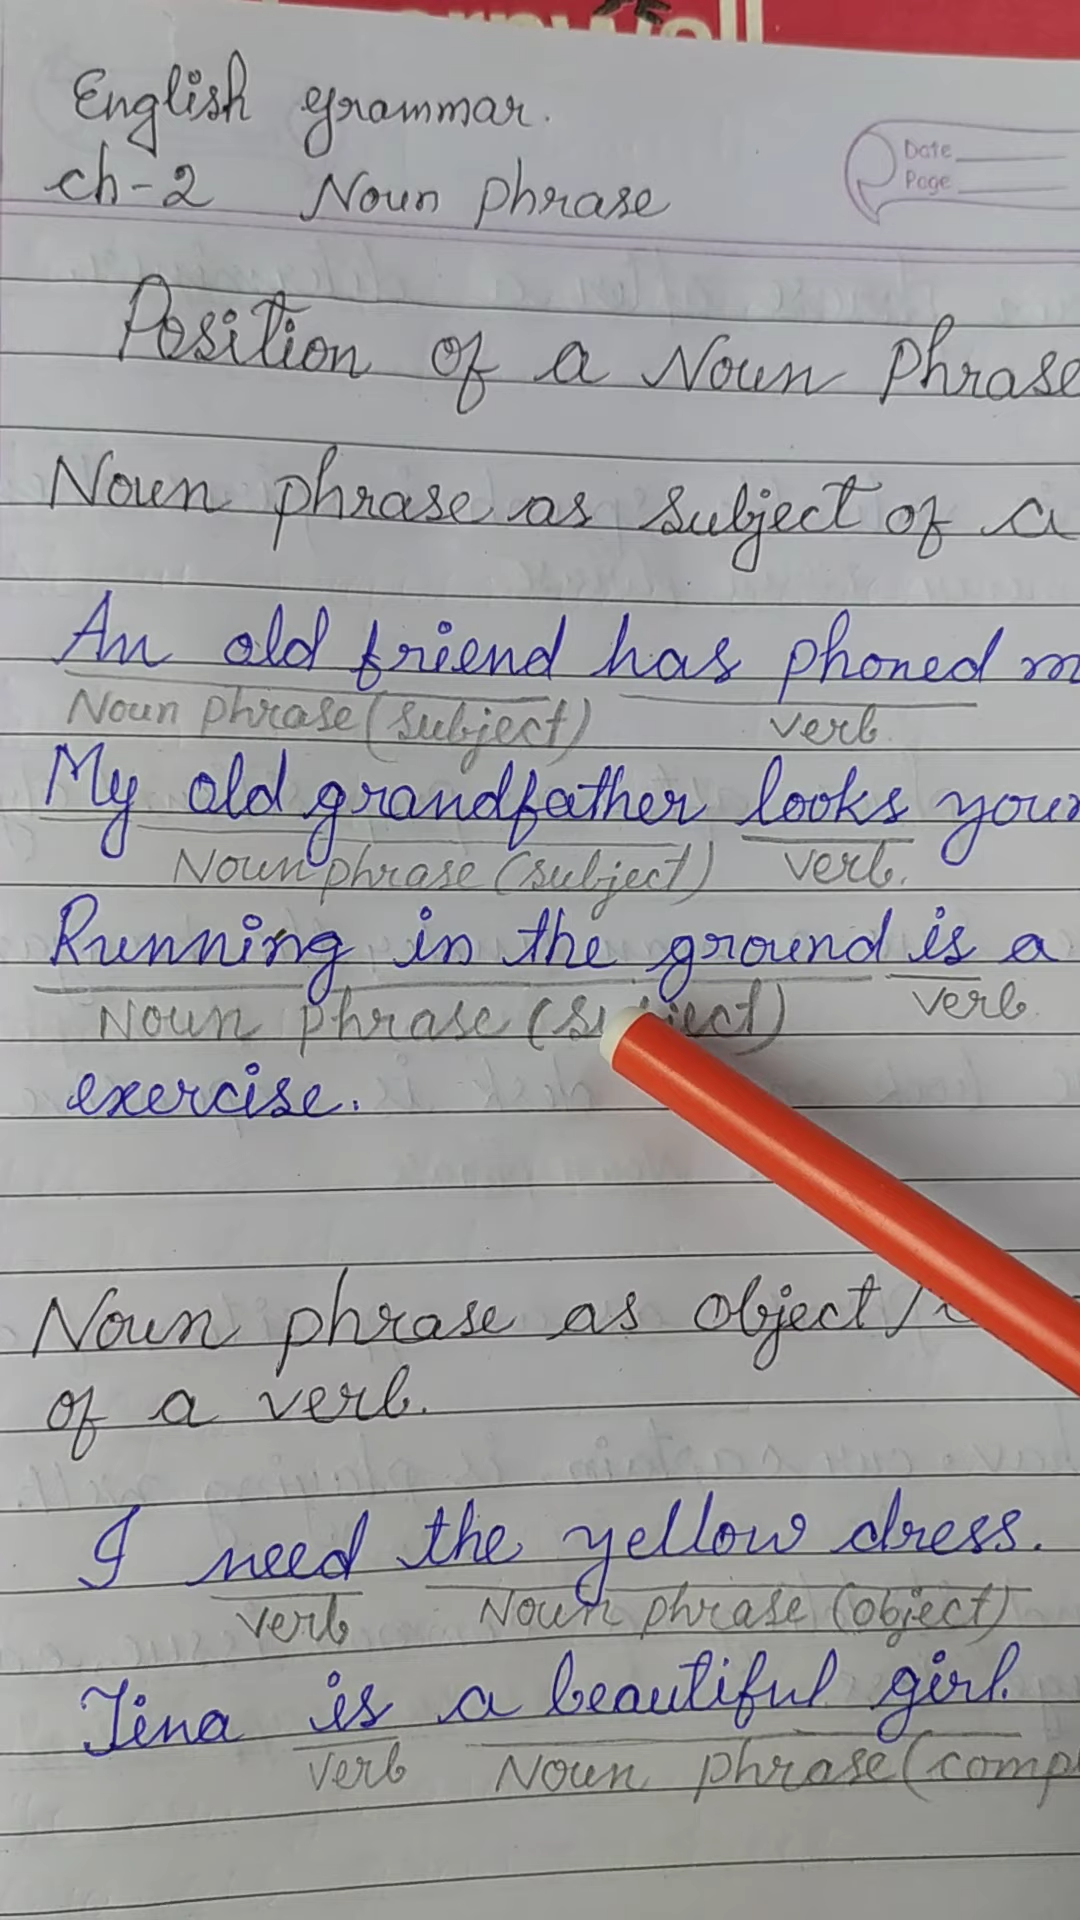 English grammar.
ch-2 Noun phrase
Date
Page
Position of a Noun Phrase
Noun phrase as subject of a
An old friend has phoned m
Noun phrase (subject) verb.
My old grandfather looks youn
Noun phrase (subject) verb.
Running in the ground is a
Noun phrase (subject) verb.
exercise.
Noun phrase as object /
of a verb.
I need the yellow dress.
verb Noun phrase (object)
Tina is a beautiful girl.
verb Noun phrase (comp